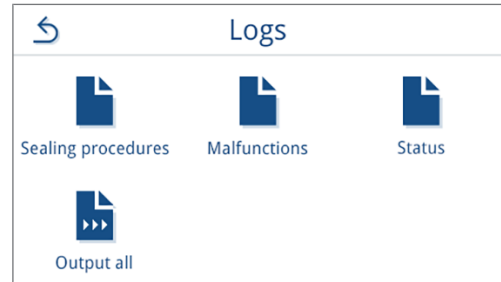 Logs
Sealing procedures
Malfunctions
Status
Output all